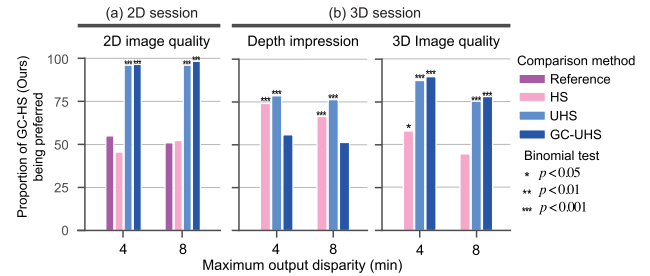 (a) 2D session
(b) 3D session
2D image quality
Depth impression
3D Image quality
Proportion of GC-HS (Ours)
being preferred
100
75
50
25
0
*** *** *** ***
*** *** *** ***
* *** *** *** ***
4 8
4 8
4 8
Maximum output disparity (min)
Comparison method
Reference
HS
UHS
GC-UHS
Binomial test
* p<0.05
** p<0.01
*** p<0.001